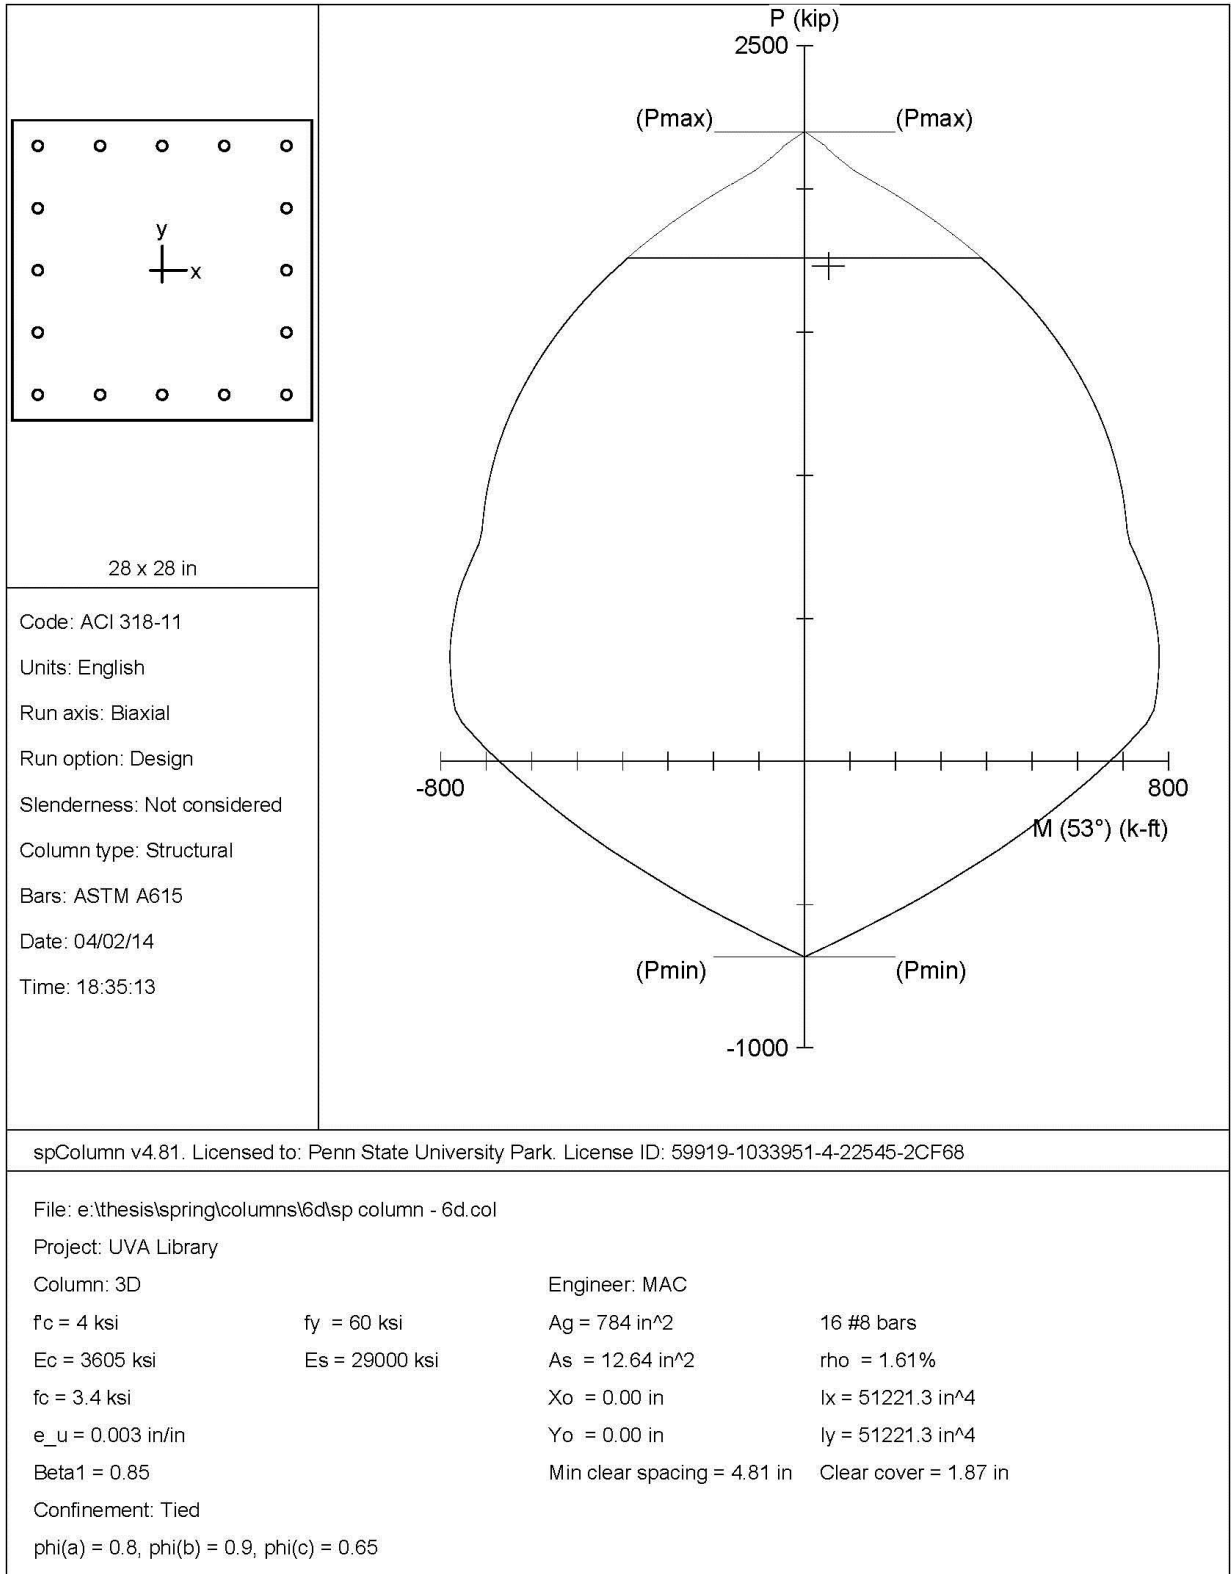 P (kip)
2500
(Pmax) (Pmax)
y
x
28 x 28 in
-800 800
M (53°) (k-ft)
(Pmin) (Pmin)
-1000
Code: ACI 318-11
Units: English
Run axis: Biaxial
Run option: Design
Slenderness: Not considered
Column type: Structural
Bars: ASTM A615
Date: 04/02/14
Time: 18:35:13
spColumn v4.81. Licensed to: Penn State University Park. License ID: 59919-1033951-4-22545-2CF68
File: e:\thesis\spring\columns\6d\sp column - 6d.col
Project: UVA Library
Column: 3D Engineer: MAC
f'c = 4 ksi fy = 60 ksi Ag = 784 in^2 16 #8 bars
Ec = 3605 ksi Es = 29000 ksi As = 12.64 in^2 rho = 1.61%
fc = 3.4 ksi Xo = 0.00 in Ix = 51221.3 in^4
e_u = 0.003 in/in Yo = 0.00 in Iy = 51221.3 in^4
Beta1 = 0.85 Min clear spacing = 4.81 in Clear cover = 1.87 in
Confinement: Tied
phi(a) = 0.8, phi(b) = 0.9, phi(c) = 0.65